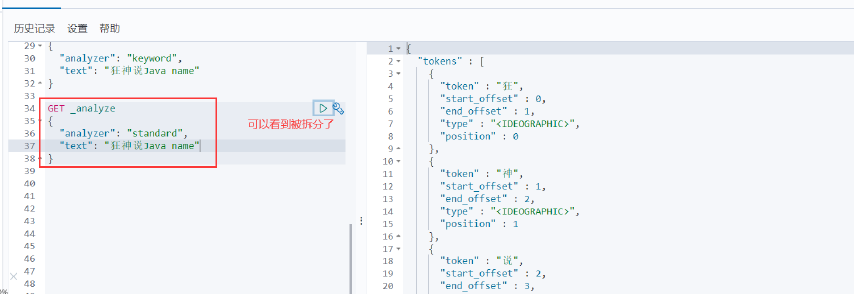 历史记录 设置 帮助
29 {
30 "analyzer": "keyword",
31 "text": "狂神说Java name"
32 }
33
34 GET _analyze
35 {
36 "analyzer": "standard",
37 "text": "狂神说Java name"
38 }
39
40
41
42
43
44
45
46
47
48
可以看到被拆分了
1 {
2 "tokens" : [
3 {
4 "token" : "狂",
5 "start_offset" : 0,
6 "end_offset" : 1,
7 "type" : "<IDEOGRAPHIC>",
8 "position" : 0
9 },
10 {
11 "token" : "神",
12 "start_offset" : 1,
13 "end_offset" : 2,
14 "type" : "<IDEOGRAPHIC>",
15 "position" : 1
16 },
17 {
18 "token" : "说",
19 "start_offset" : 2,
20 "end_offset" : 3,